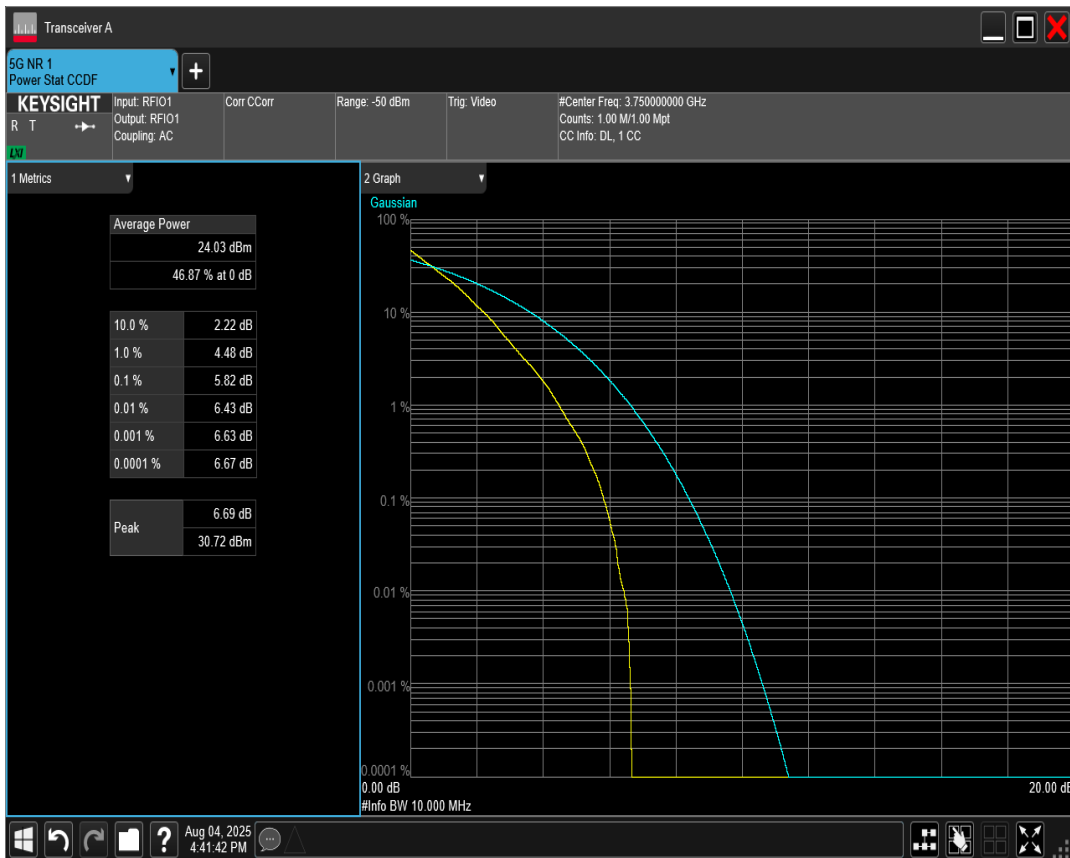 Transceiver A
5G NR 1
Power Stat CCDF
KEYSIGHT
R T
LXI
Input: RFIO1
Output: RFIO1
Coupling: AC
Corr CCorr
Range: -50 dBm
Trig: Video
#Center Freq: 3.750000000 GHz
Counts: 1.00 M/1.00 Mpt
CC Info: DL, 1 CC
1 Metrics
Average Power
24.03 dBm
46.87 % at 0 dB
10.0 % 2.22 dB
1.0 % 4.48 dB
0.1 % 5.82 dB
0.01 % 6.43 dB
0.001 % 6.63 dB
0.0001 % 6.67 dB
Peak
6.69 dB
30.72 dBm
2 Graph
Gaussian
100 %
10 %
1 %
0.1 %
0.01 %
0.001 %
0.0001 %
0.00 dB 20.00 dB
#Info BW 10.000 MHz
? Aug 04, 2025
4:41:42 PM